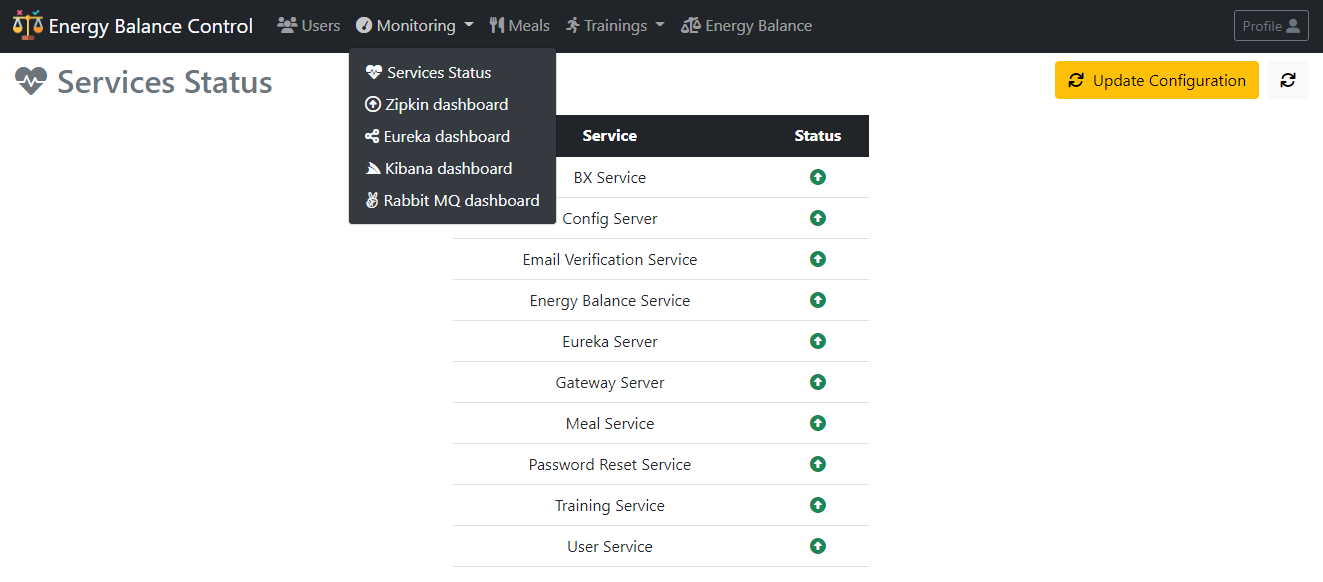 Energy Balance Control Users Monitoring Meals Trainings Energy Balance Profile
Services Status
Services Status
Zipkin dashboard
Eureka dashboard
Kibana dashboard
Rabbit MQ dashboard
Update Configuration
Service Status
BX Service
Config Server
Email Verification Service
Energy Balance Service
Eureka Server
Gateway Server
Meal Service
Password Reset Service
Training Service
User Service